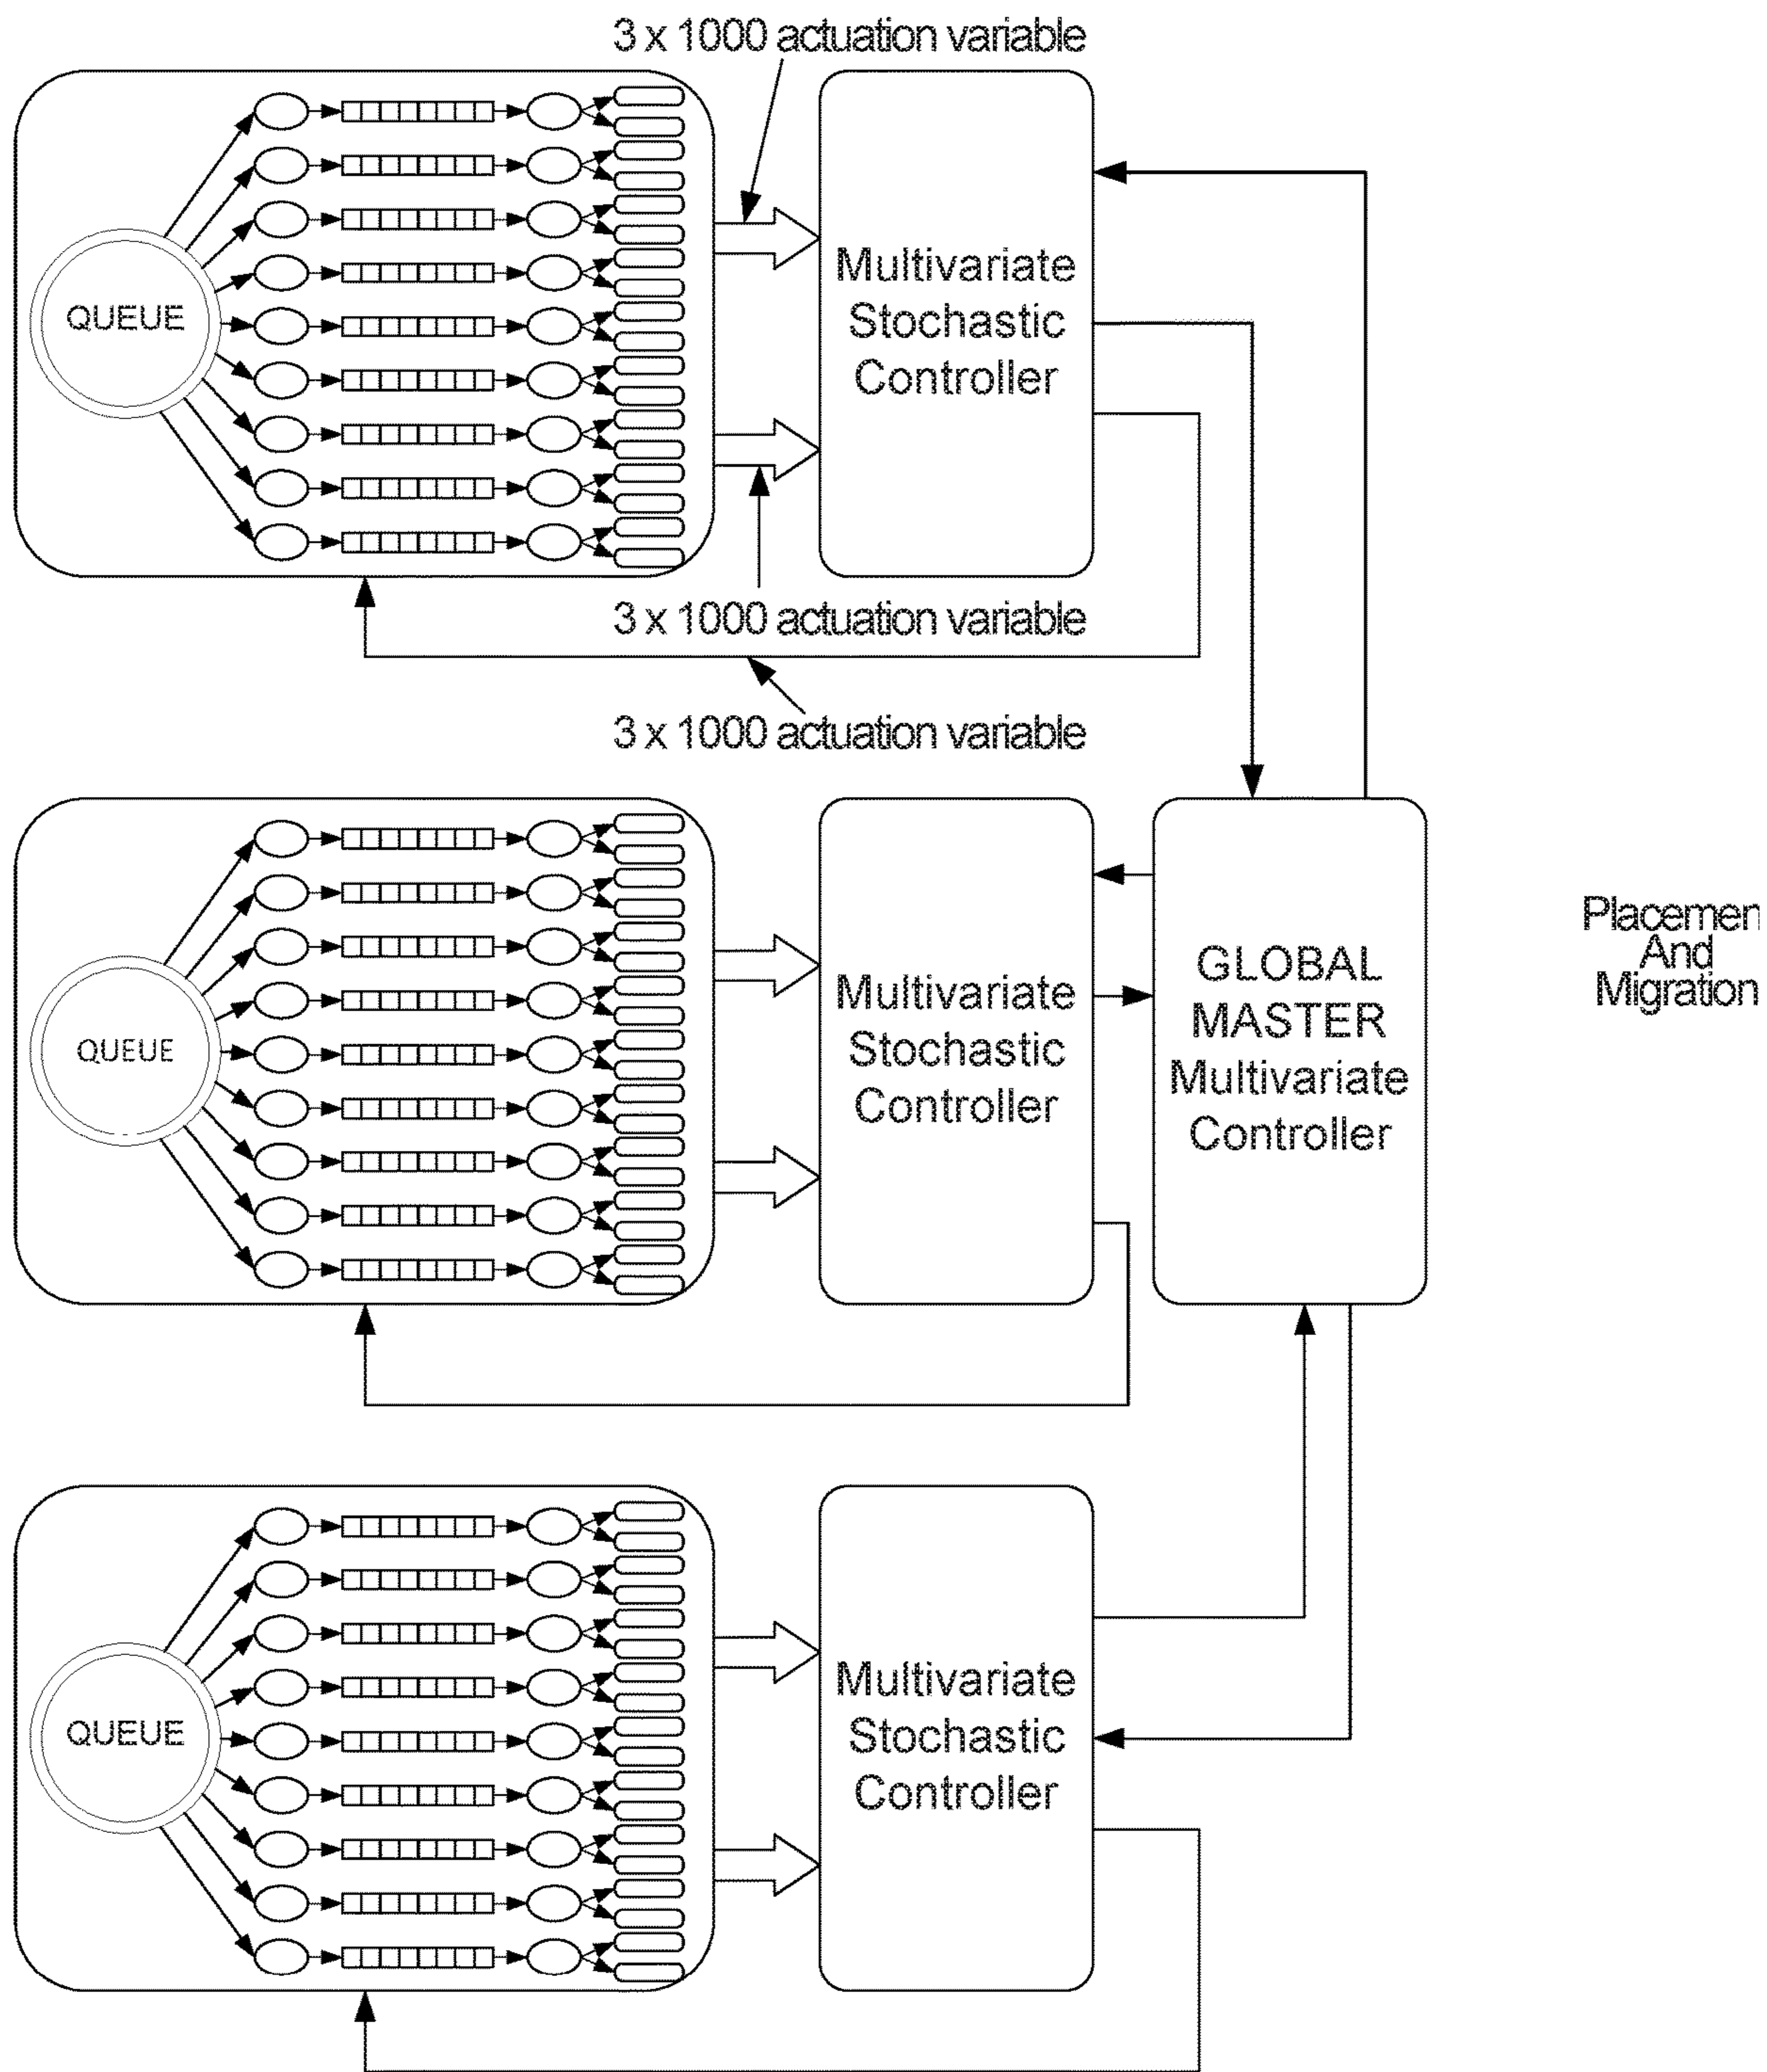 3 x 1000 actuation variable
QUEUE
Multivariate
Stochastic
Controller
3 x 1000 actuation variable
3 x 1000 actuation variable
QUEUE
Multivariate
Stochastic
Controller
GLOBAL
MASTER
Multivariate
Controller
Placemen
And
Migration
QUEUE
Multivariate
Stochastic
Controller